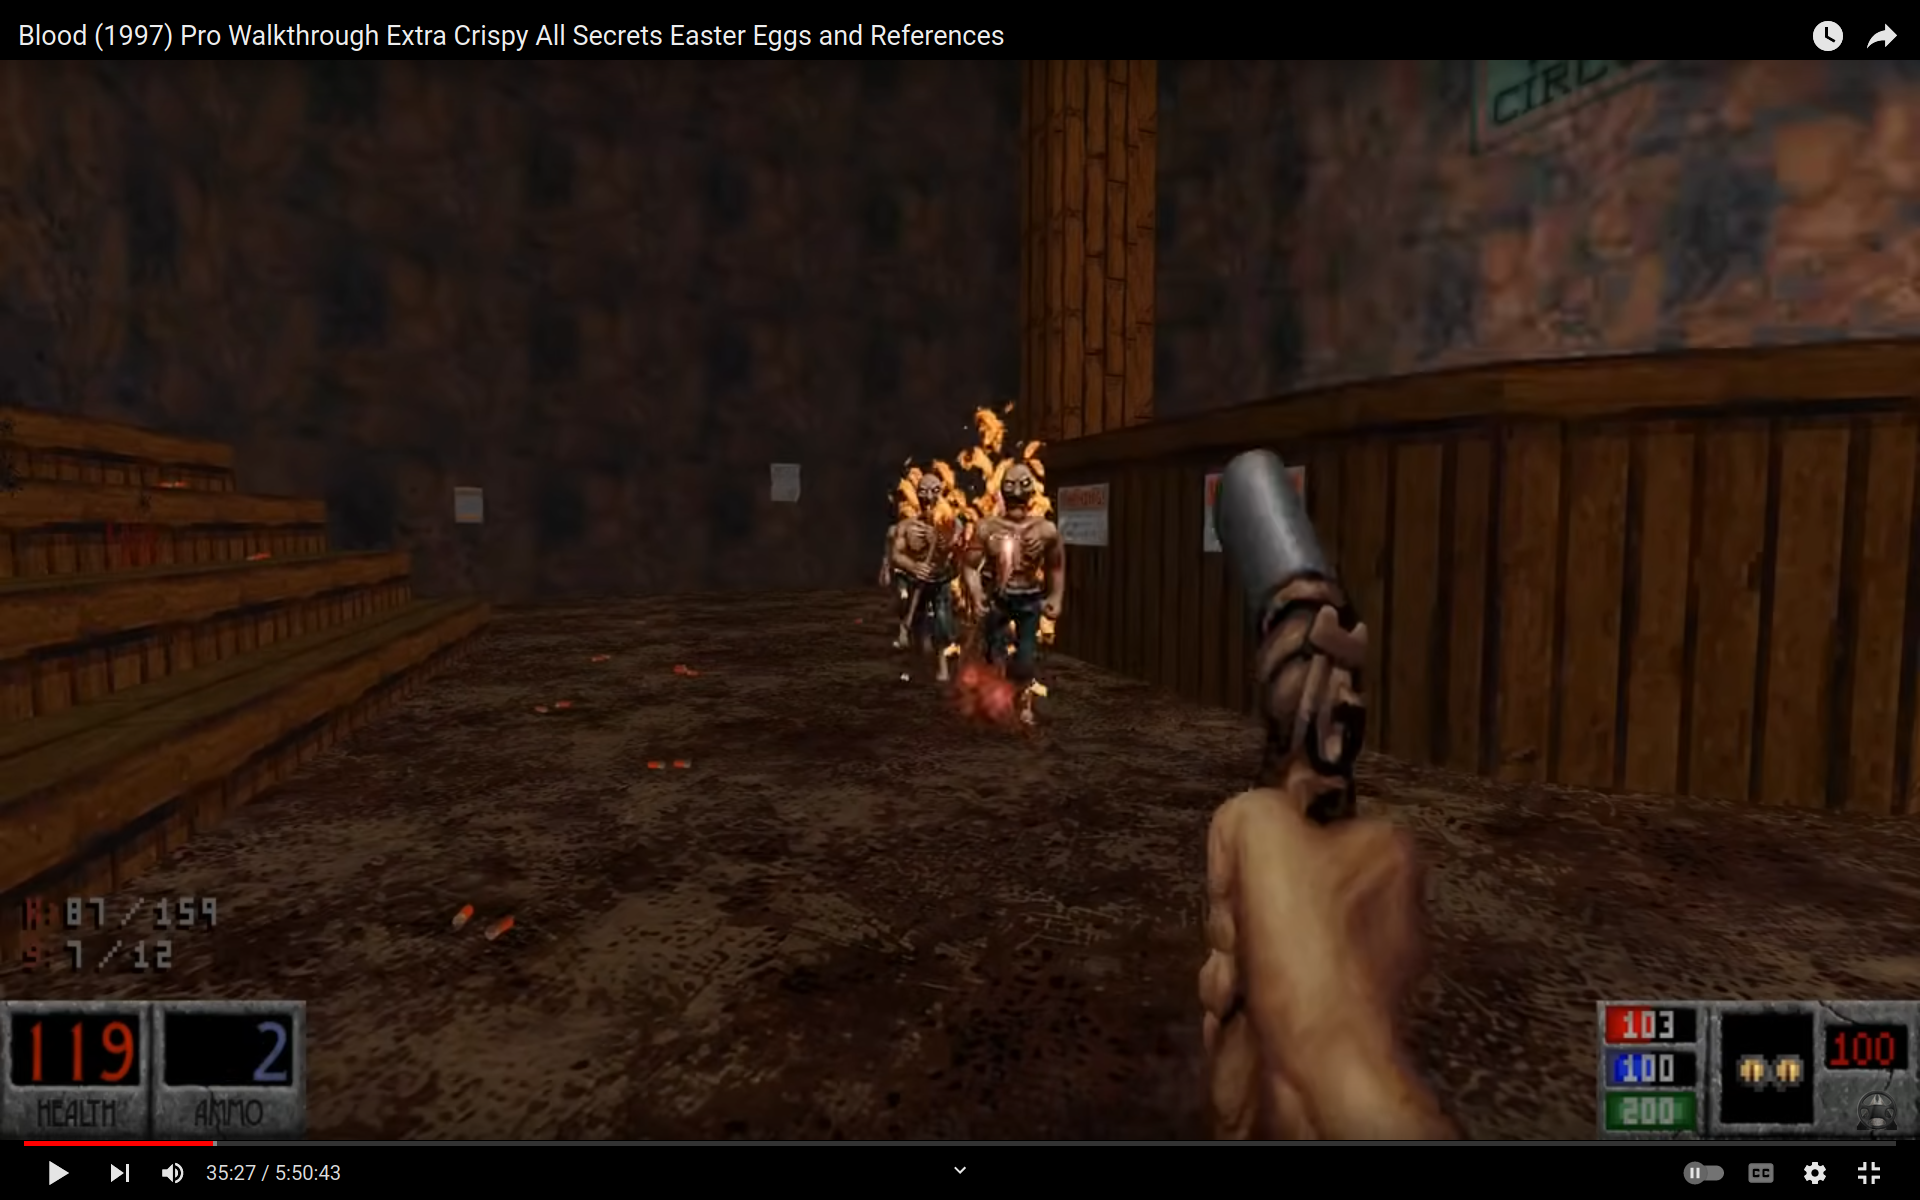 Blood (1997) Pro Walkthrough Extra Crispy All Secrets Easter Eggs and References
K: 87 / 159
S: 7 / 12
119
HEALTH
2
AMMO
103
100
200
100
35:27 / 5:50:43
CC